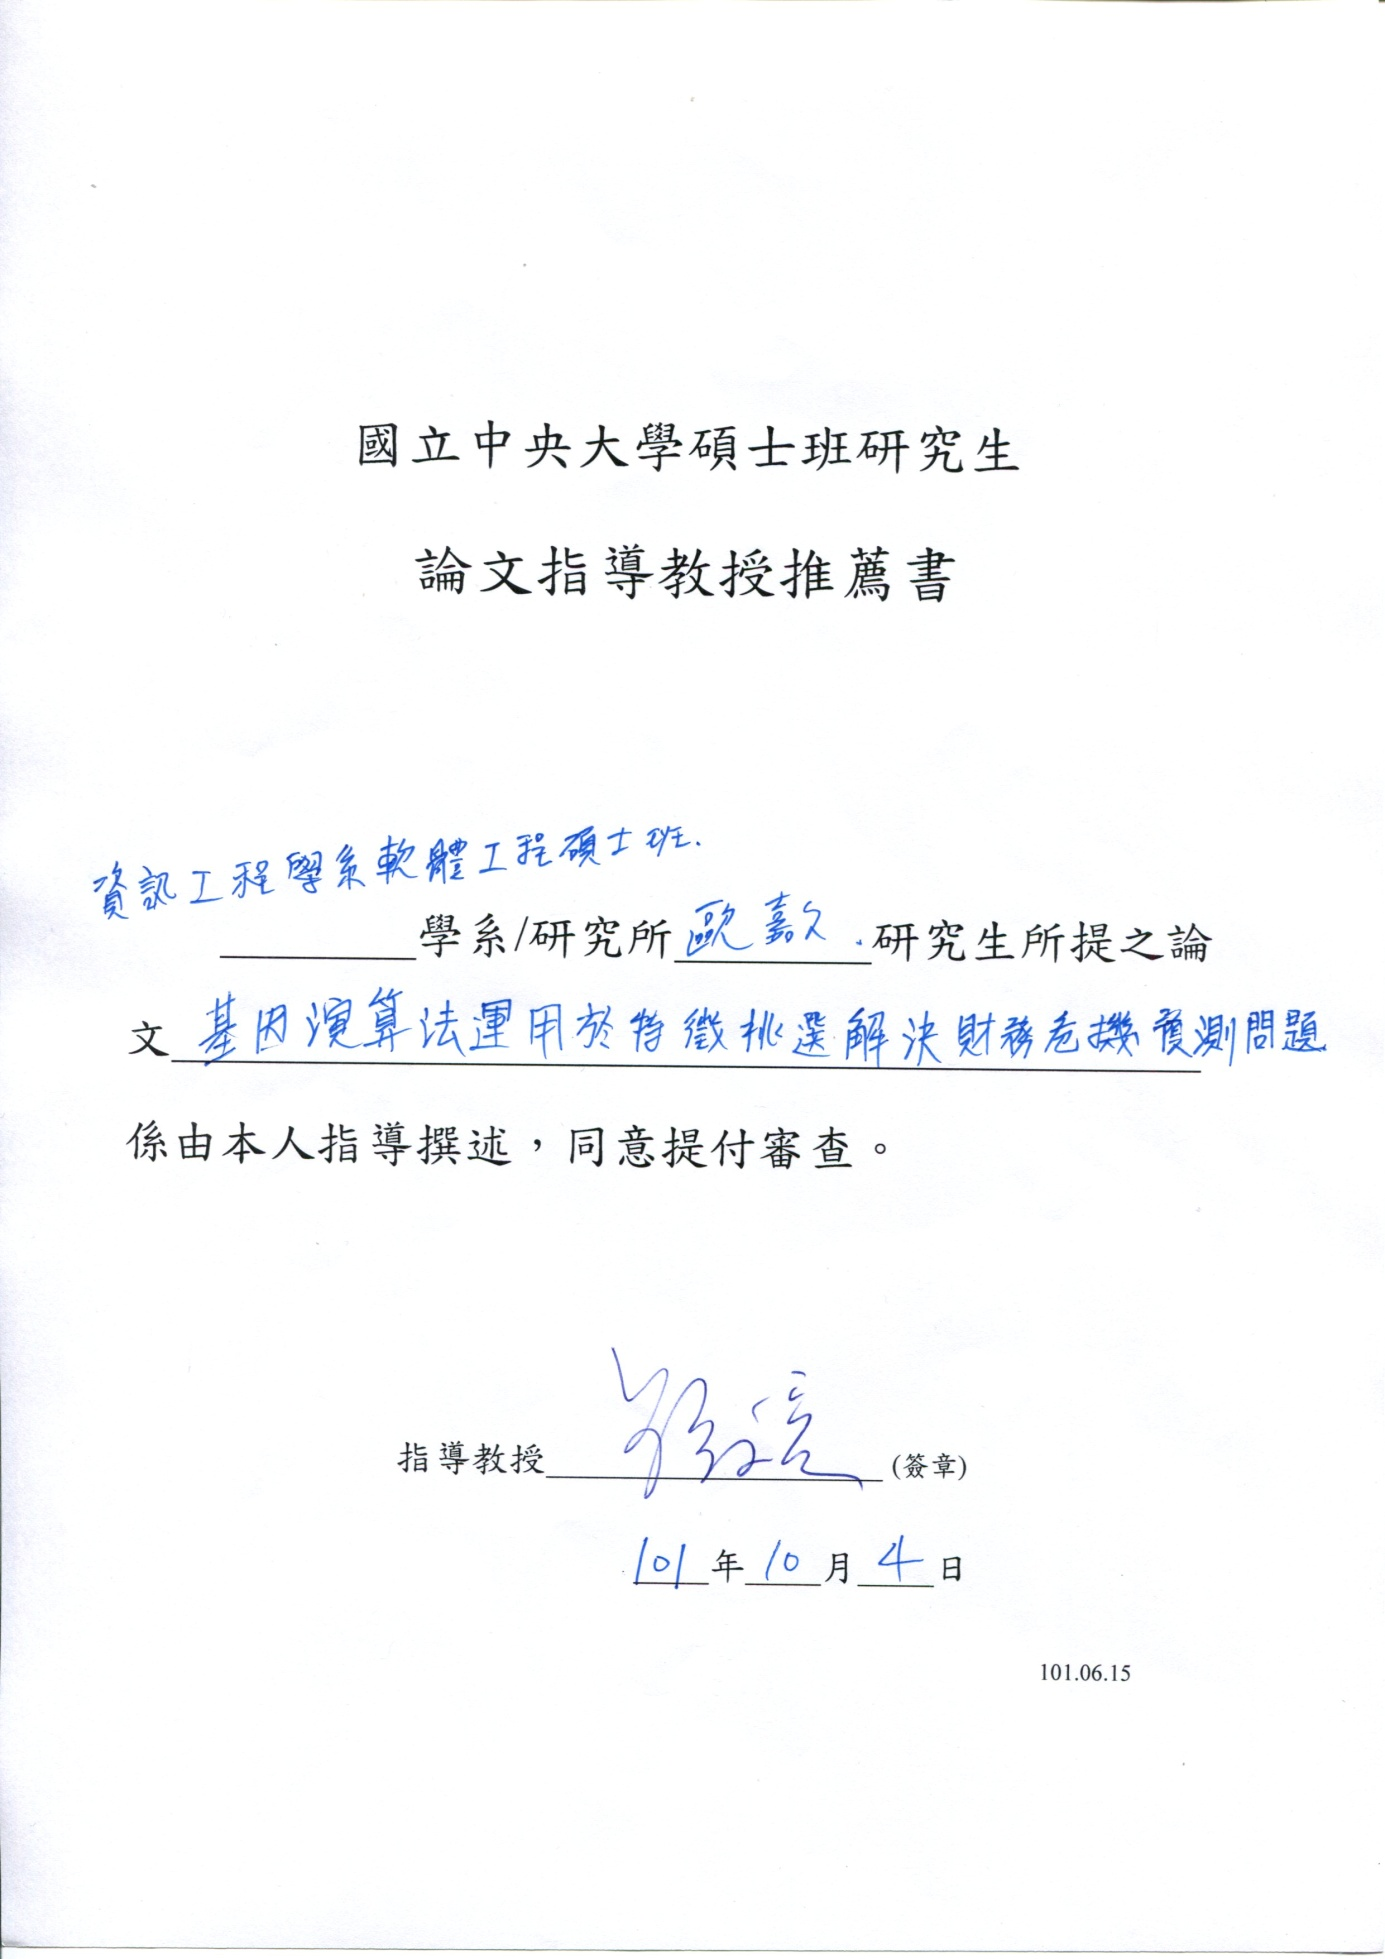 國立中央大學碩士班研究生
論文指導教授推薦書
資訊工程學系軟體工程碩士班.
學系/研究所 歐嘉 研究生所提之論
文 基因演算法運用於特徵挑選解決財務危機預測問題
係由本人指導撰述，同意提付審查。
指導教授 (簽章)
101 年 10 月 4 日
101.06.15